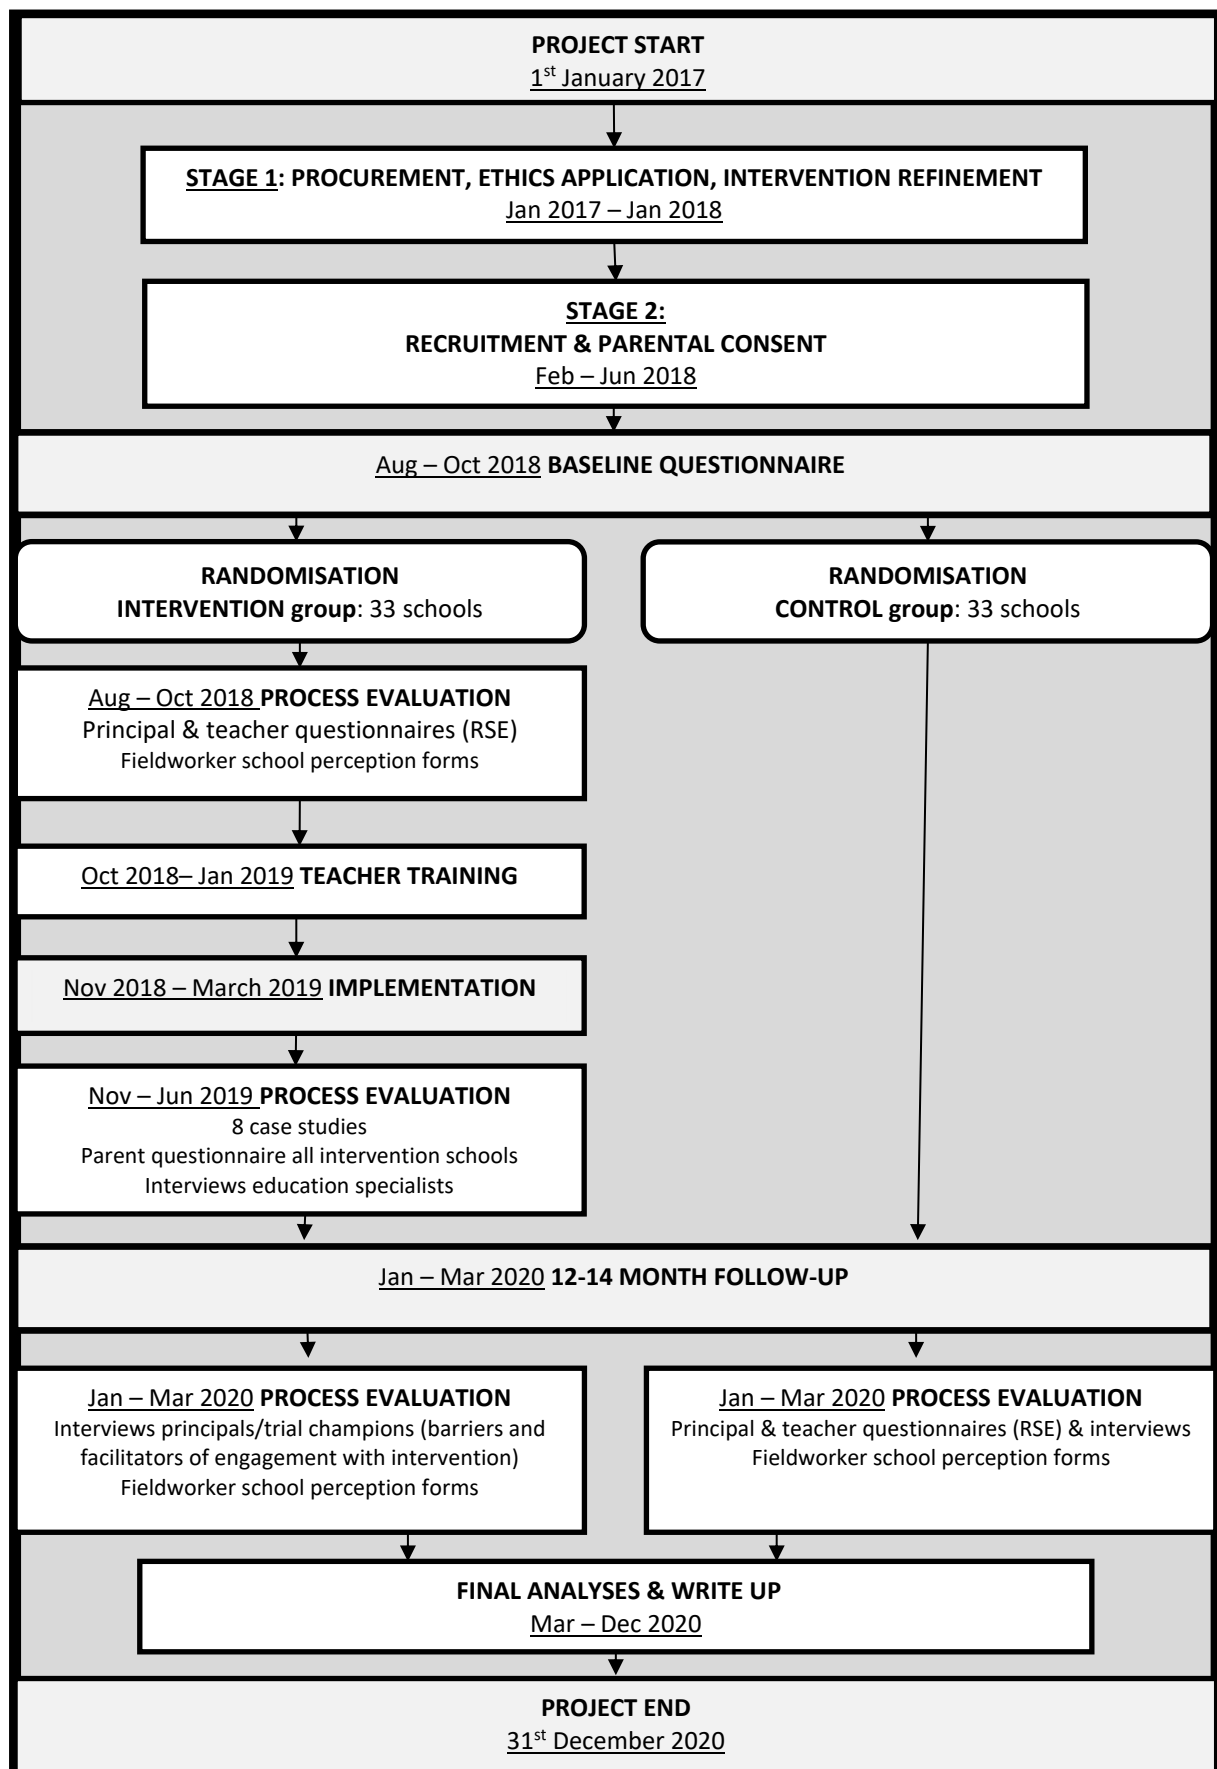 PROJECT START
1st January 2017
STAGE 1: PROCUREMENT, ETHICS APPLICATION, INTERVENTION REFINEMENT
Jan 2017 – Jan 2018
STAGE 2:
RECRUITMENT & PARENTAL CONSENT
Feb – Jun 2018
Aug – Oct 2018 BASELINE QUESTIONNAIRE
RANDOMISATION
INTERVENTION group: 33 schools
RANDOMISATION
CONTROL group: 33 schools
Aug – Oct 2018 PROCESS EVALUATION
Principal & teacher questionnaires (RSE)
Fieldworker school perception forms
Oct 2018– Jan 2019 TEACHER TRAINING
Nov 2018 – March 2019 IMPLEMENTATION
Nov – Jun 2019 PROCESS EVALUATION
8 case studies
Parent questionnaire all intervention schools
Interviews education specialists
Jan – Mar 2020 12-14 MONTH FOLLOW-UP
Jan – Mar 2020 PROCESS EVALUATION
Interviews principals/trial champions (barriers and
facilitators of engagement with intervention)
Fieldworker school perception forms
Jan – Mar 2020 PROCESS EVALUATION
Principal & teacher questionnaires (RSE) & interviews
Fieldworker school perception forms
FINAL ANALYSES & WRITE UP
Mar – Dec 2020
PROJECT END
31st December 2020